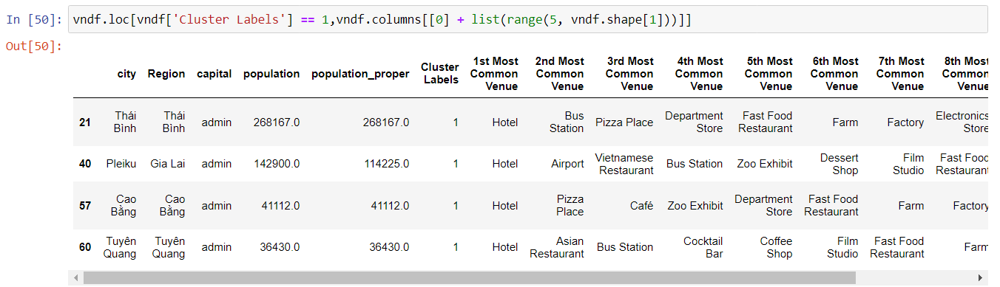 In [50]: vndf.loc[vndf['Cluster Labels'] == 1,vndf.columns[[0] + list(range(5, vndf.shape[1]))]]
Out[50]:
city Region capital population population_proper Cluster Labels 1st Most Common Venue 2nd Most Common Venue 3rd Most Common Venue 4th Most Common Venue 5th Most Common Venue 6th Most Common Venue 7th Most Common Venue 8th Most Common Venue
21 Thái Bình Thái Bình admin 268167.0 268167.0 1 Hotel Bus Station Pizza Place Department Store Fast Food Restaurant Farm Factory Electronics Store
40 Pleiku Gia Lai admin 142900.0 114225.0 1 Hotel Airport Vietnamese Restaurant Bus Station Zoo Exhibit Dessert Shop Film Studio Fast Food Restaurant
57 Cao Bằng Cao Bằng admin 41112.0 41112.0 1 Hotel Pizza Place Café Zoo Exhibit Department Store Fast Food Restaurant Farm Factory
60 Tuyên Quang Tuyên Quang admin 36430.0 36430.0 1 Hotel Asian Restaurant Bus Station Cocktail Bar Coffee Shop Film Studio Fast Food Restaurant Farm